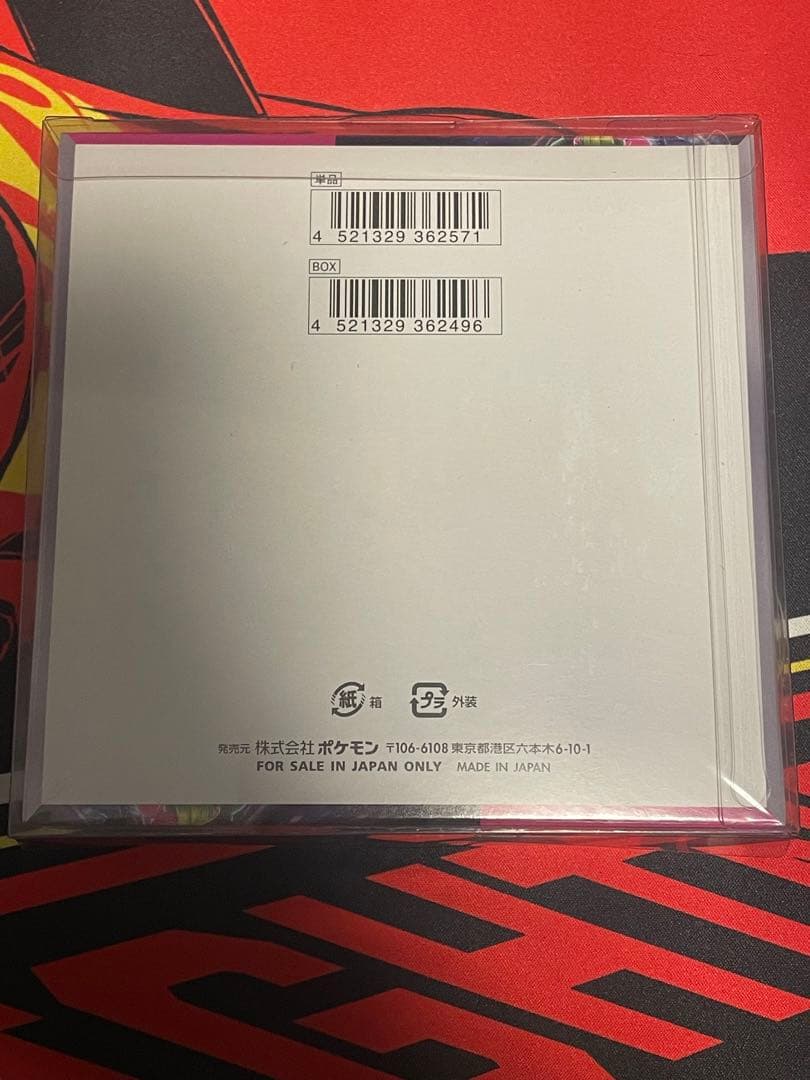 単品
4 521329 362571
BOX
4 521329 362496
紙 箱 プラ 外装
発売元 株式会社ポケモン 〒106-6108 東京都港区六本木6-10-1
FOR SALE IN JAPAN ONLY MADE IN JAPAN